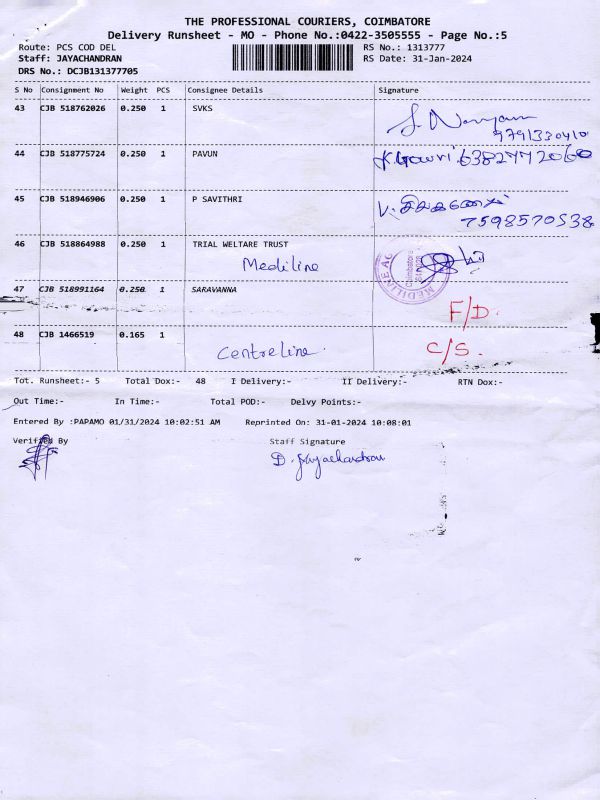 THE PROFESSIONAL COURIERS, COIMBATORE
Delivery Runsheet - MO - Phone No.:0422-3505555 - Page No.:5
Route: PCS COD DEL RS No.: 1313777
Staff: JAYACHANDRAN RS Date: 31-Jan-2024
DRS No.: DCJB131377705
S No Consignment No Weight PCS Consignee Details Signature
43 CJB 518762026 0.250 1 SVKS
9791330410
44 CJB 518775724 0.250 1 PAVUN K.Gowri 6382772060
45 CJB 518946906 0.250 1 P SAVITHRI
7598570538
46 CJB 518864988 0.250 1 TRIAL WELTARE TRUST
Mediline
47 CJB 518991164 0.250 1 SARAVANNA
F/D.
48 CJB 1466519 0.165 1
Centreline C/S.
Tot. Runsheet:- 5 Total Dox:- 48 I Delivery:- II Delivery:- RTN Dox:-
Out Time:- In Time:- Total POD:- Delvy Points:-
Entered By :PAPAMO 01/31/2024 10:02:51 AM Reprinted On: 31-01-2024 10:08:01
Verified By Staff Signature
D. Jayachandran